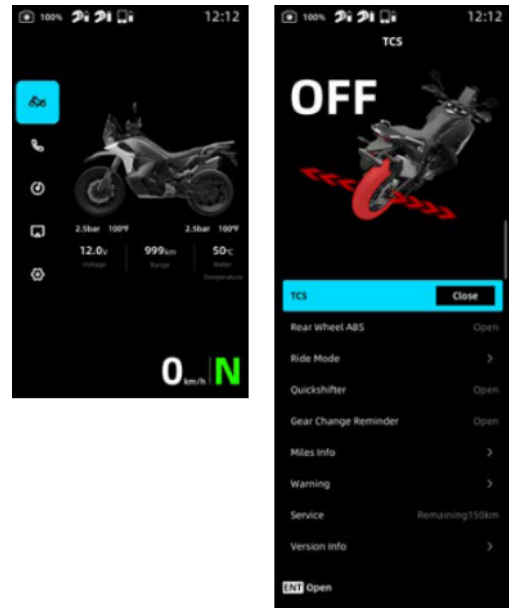 100%
12:12
2.5bar 100°F
2.5bar 100°F
12.0v
999km
50°C
Voltage
Range
Water
Temperature
0 km/h N
100%
12:12
TCS
OFF
TCS Close
Rear Wheel ABS Open
Ride Mode
Quickshifter Open
Gear Change Reminder Open
Miles Info
Warning
Service Remaining150km
Version Info
ENT Open